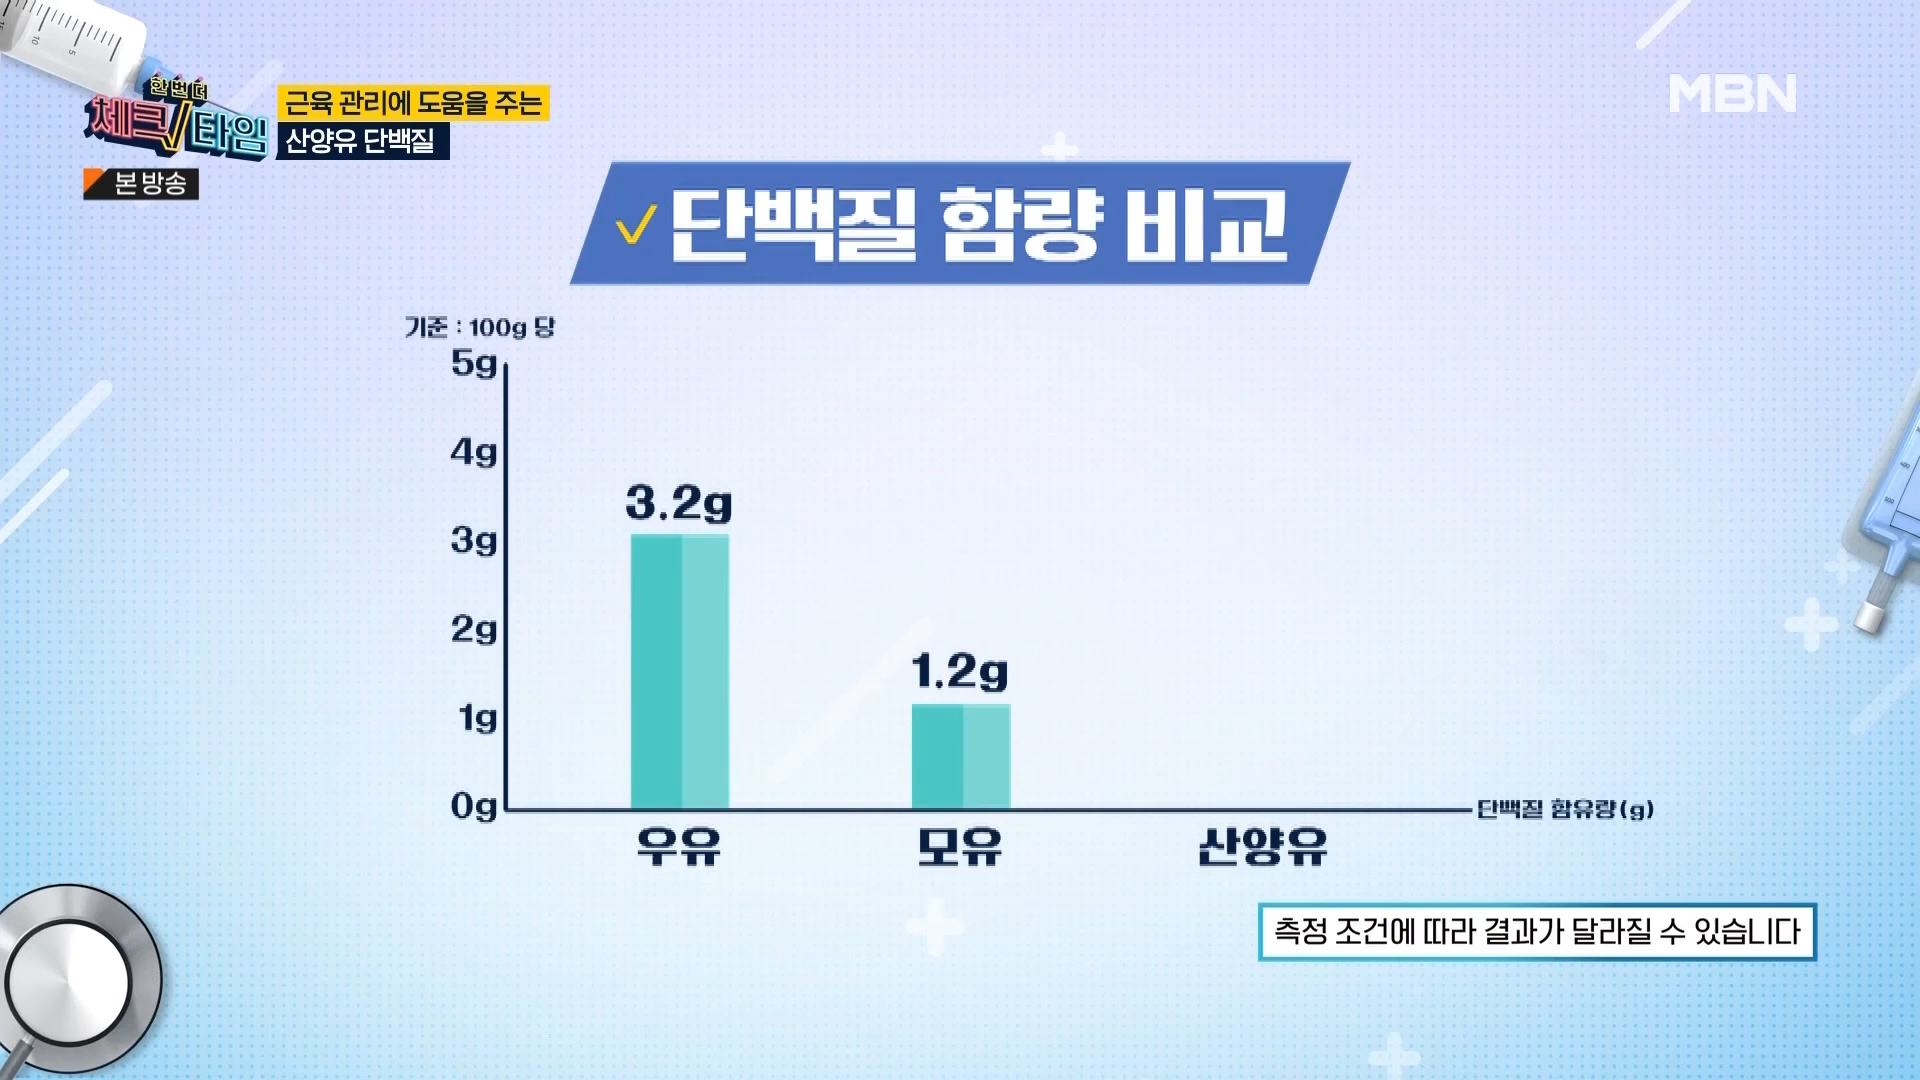 한 번 더
체크타임
근육 관리에 도움을 주는
산양유 단백질
본 방송
MBN
단백질 함량 비교
기준 : 100g 당
5g
4g
3g
2g
1g
0g
3.2g
1.2g
우유
모유
산양유
단백질 함유량(g)
측정 조건에 따라 결과가 달라질 수 있습니다